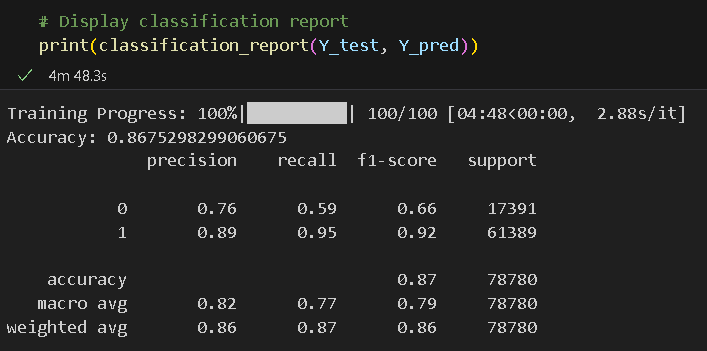 # Display classification report
print(classification_report(Y_test, Y_pred))
4m 48.3s
Training Progress: 100%|██████████| 100/100 [04:48<00:00,  2.88s/it]
Accuracy: 0.8675298299060675
precision recall f1-score support
0 0.76 0.59 0.66 17391
1 0.89 0.95 0.92 61389
accuracy 0.87 78780
macro avg 0.82 0.77 0.79 78780
weighted avg 0.86 0.87 0.86 78780